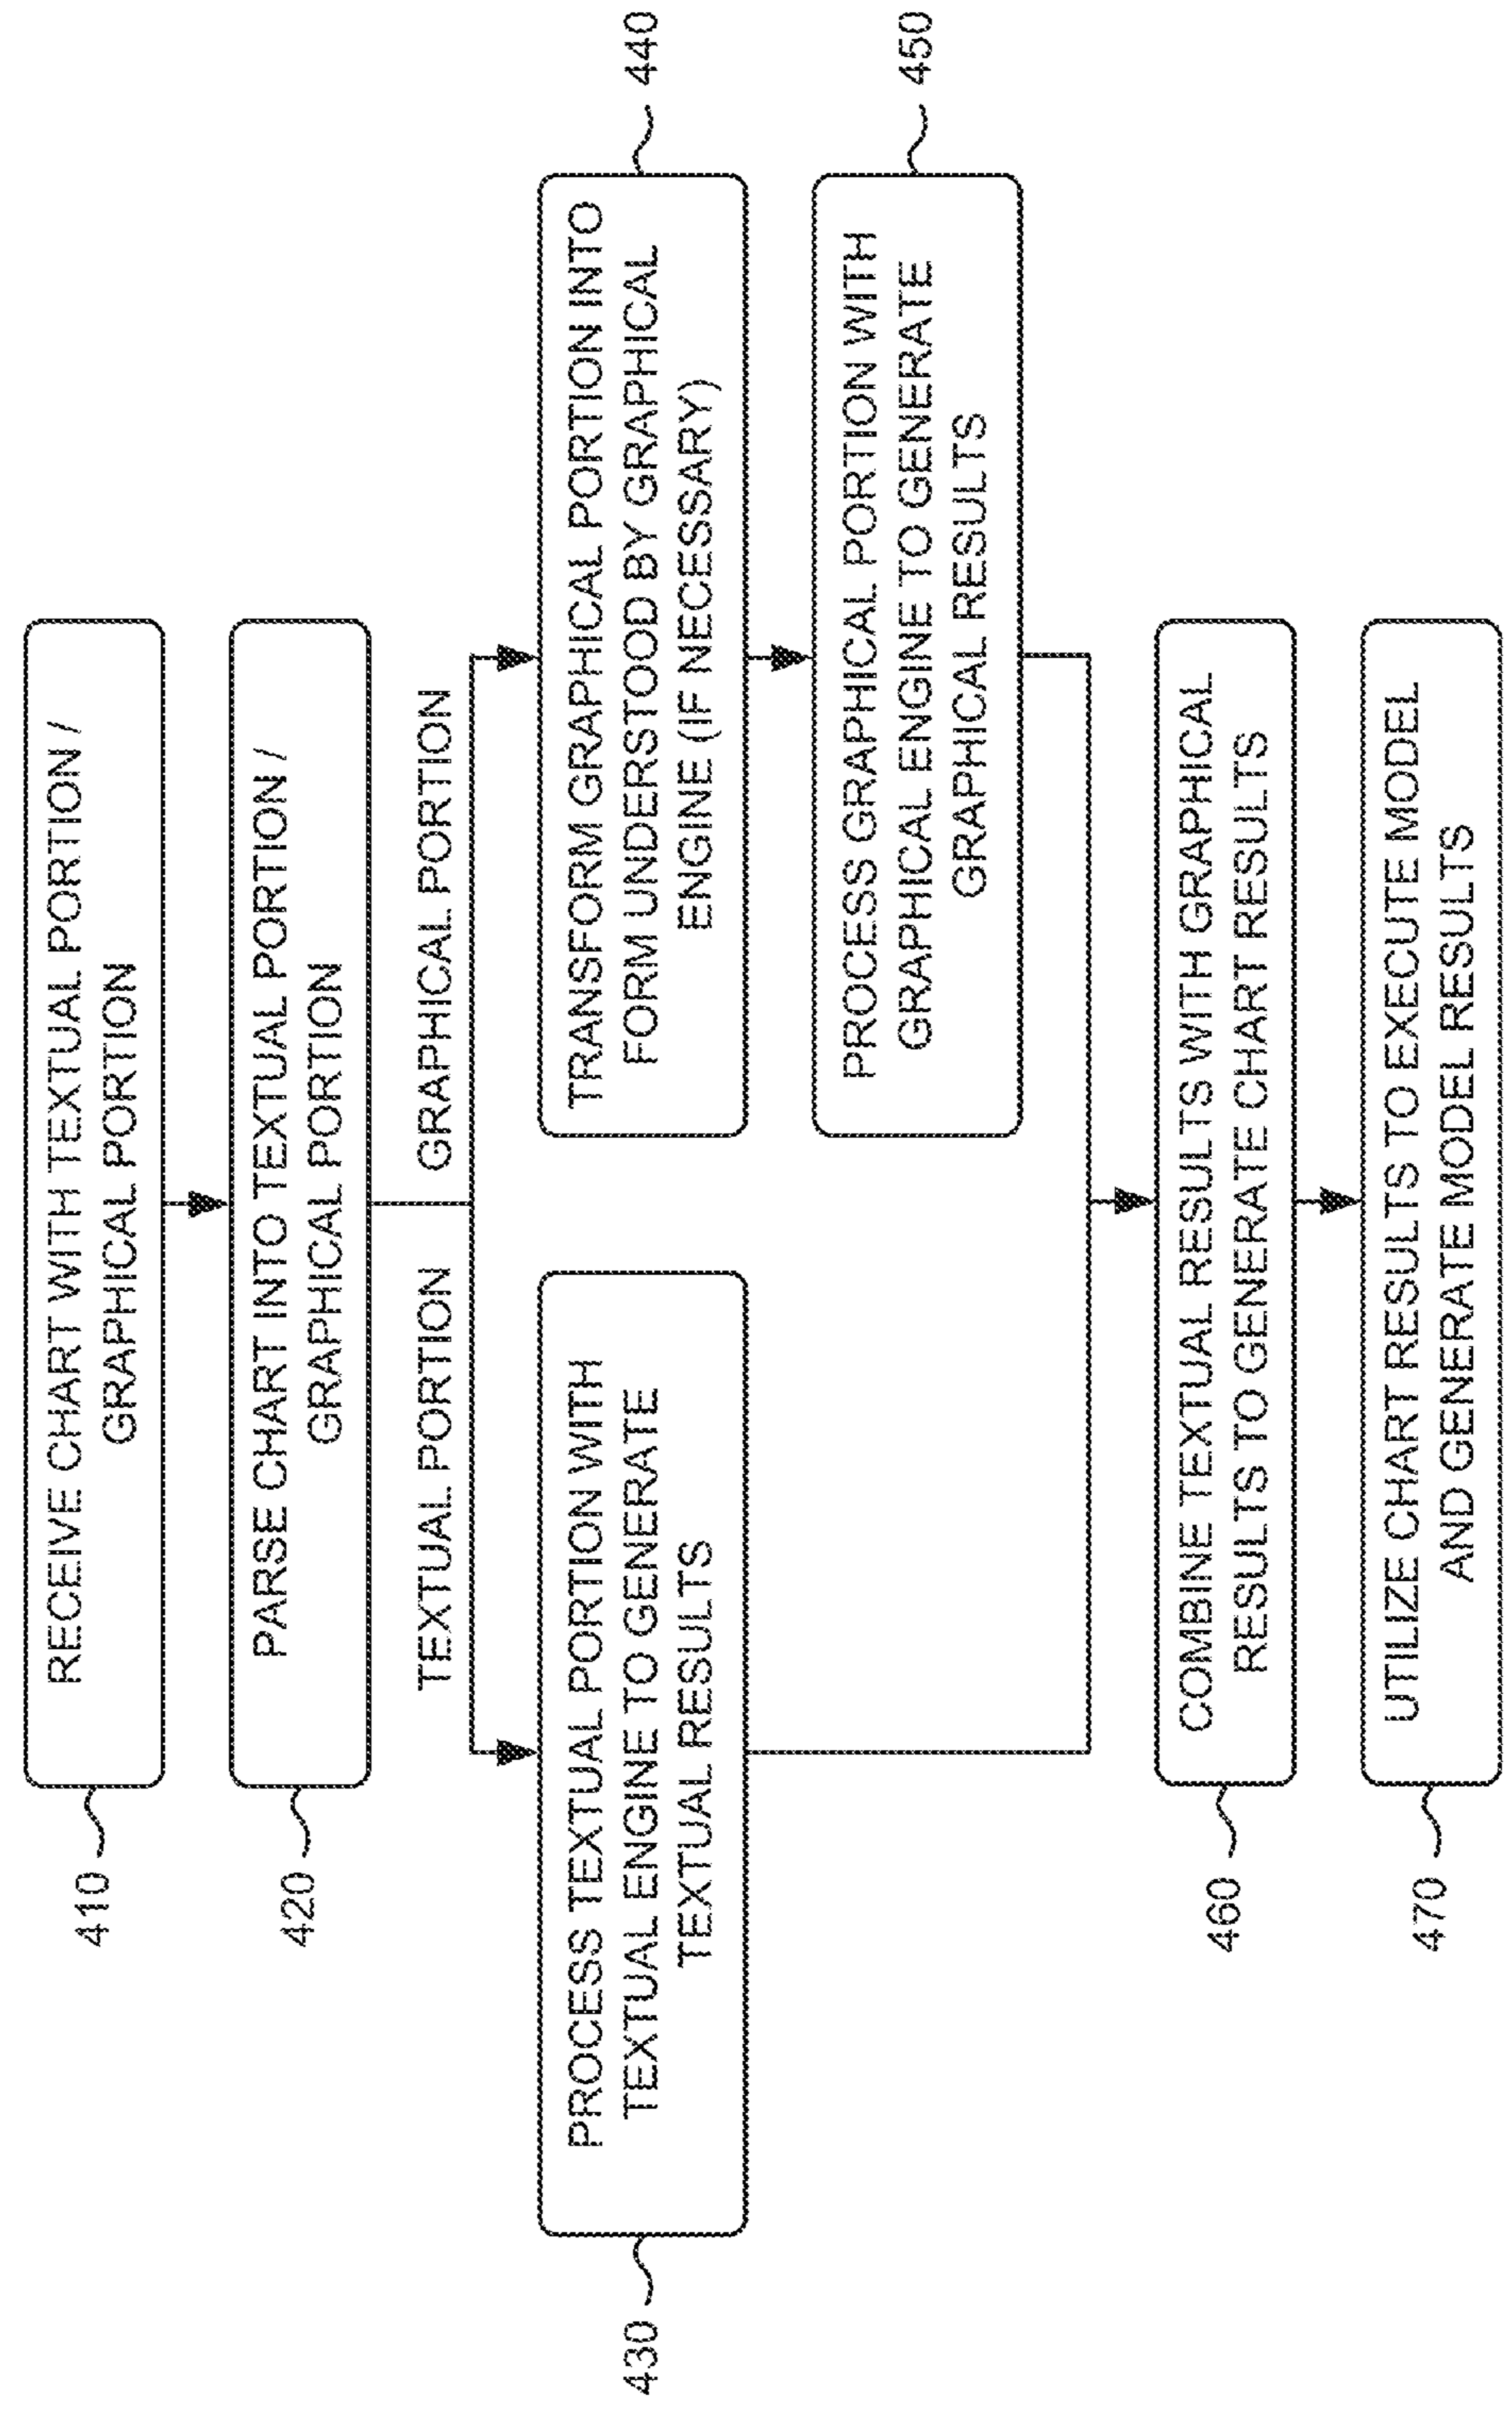 RECEIVE CHART WITH TEXTUAL PORTION /
GRAPHICAL PORTION
410
PARSE CHART INTO TEXTUAL PORTION /
GRAPHICAL PORTION
420
TEXTUAL PORTION
GRAPHICAL PORTION
PROCESS TEXTUAL PORTION WITH
TEXTUAL ENGINE TO GENERATE
TEXTUAL RESULTS
430
TRANSFORM GRAPHICAL PORTION INTO
FORM UNDERSTOOD BY GRAPHICAL
ENGINE (IF NECESSARY)
440
PROCESS GRAPHICAL PORTION WITH
GRAPHICAL ENGINE TO GENERATE
GRAPHICAL RESULTS
450
COMBINE TEXTUAL RESULTS WITH GRAPHICAL
RESULTS TO GENERATE CHART RESULTS
460
UTILIZE CHART RESULTS TO EXECUTE MODEL
AND GENERATE MODEL RESULTS
470